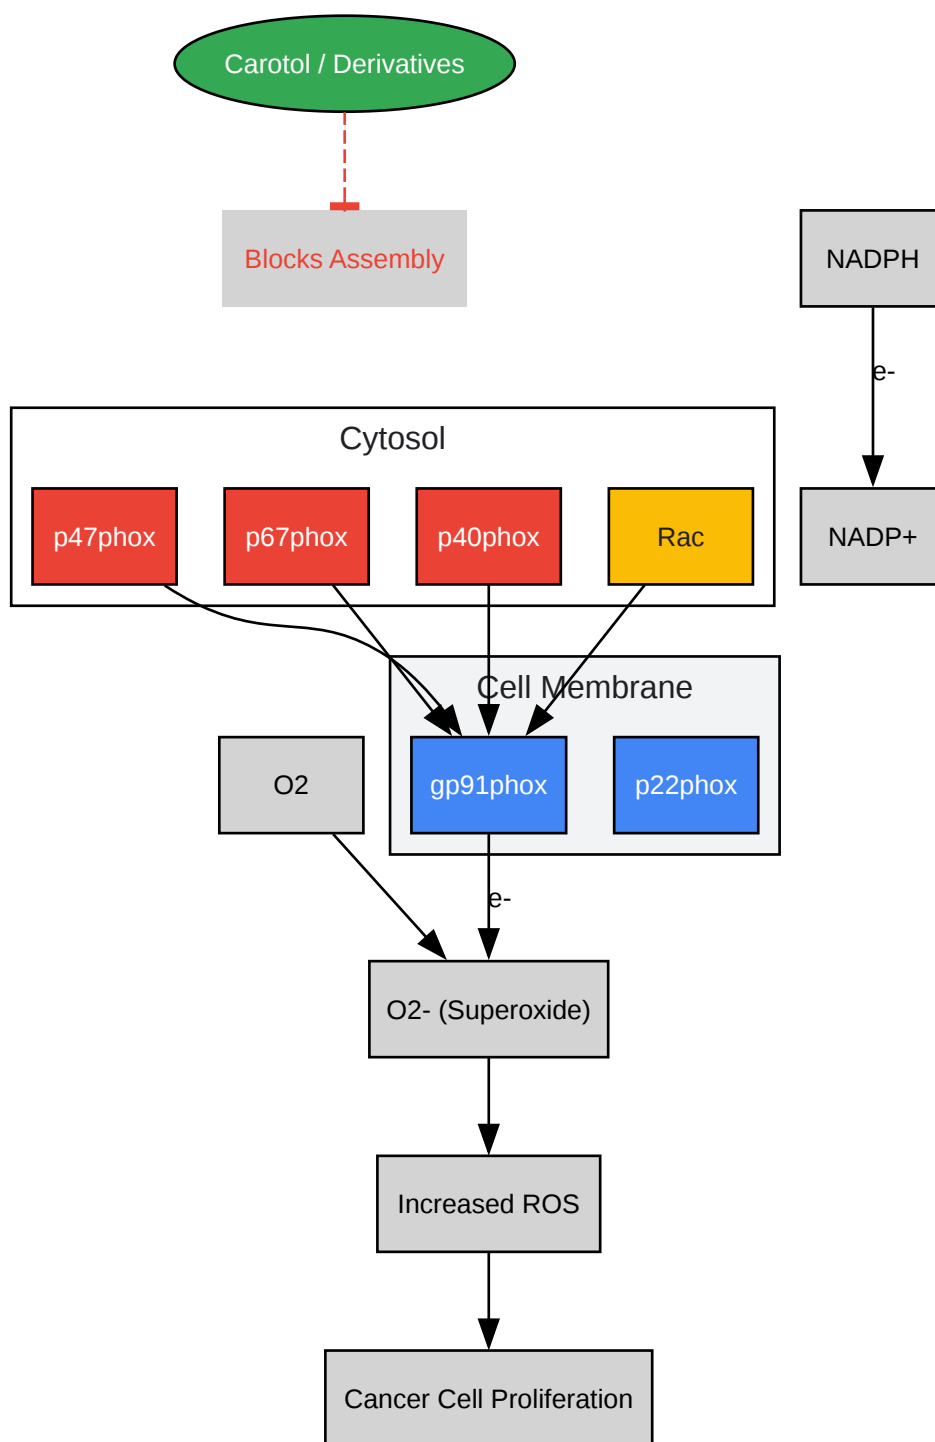 Carotol / Derivatives
Blocks Assembly
NADPH
e-
Cytosol
p47phox
p67phox
p40phox
Rac
NADP+
Cell Membrane
O2
gp91phox
p22phox
e-
O2- (Superoxide)
Increased ROS
Cancer Cell Proliferation